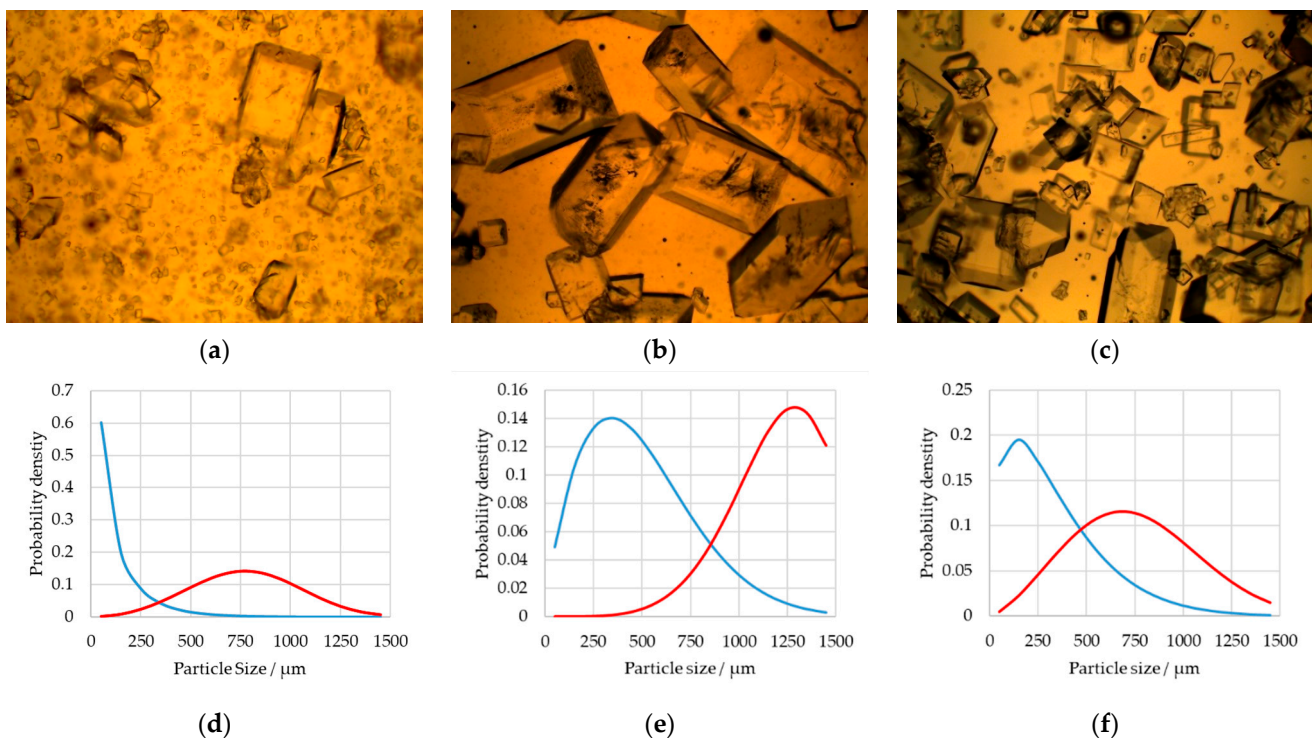 (a)
(b)
(c)
Probability denstiy
0.7
0.6
0.5
0.4
0.3
0.2
0.1
0
0 250 500 750 1000 1250 1500
Particle Size / µm
(d)
Probability denstity
0.16
0.14
0.12
0.1
0.08
0.06
0.04
0.02
0
0 250 500 750 1000 1250 1500
Particle size / µm
(e)
Probability density
0.25
0.2
0.15
0.1
0.05
0
0 250 500 750 1000 1250 1500
Particle size / µm
(f)